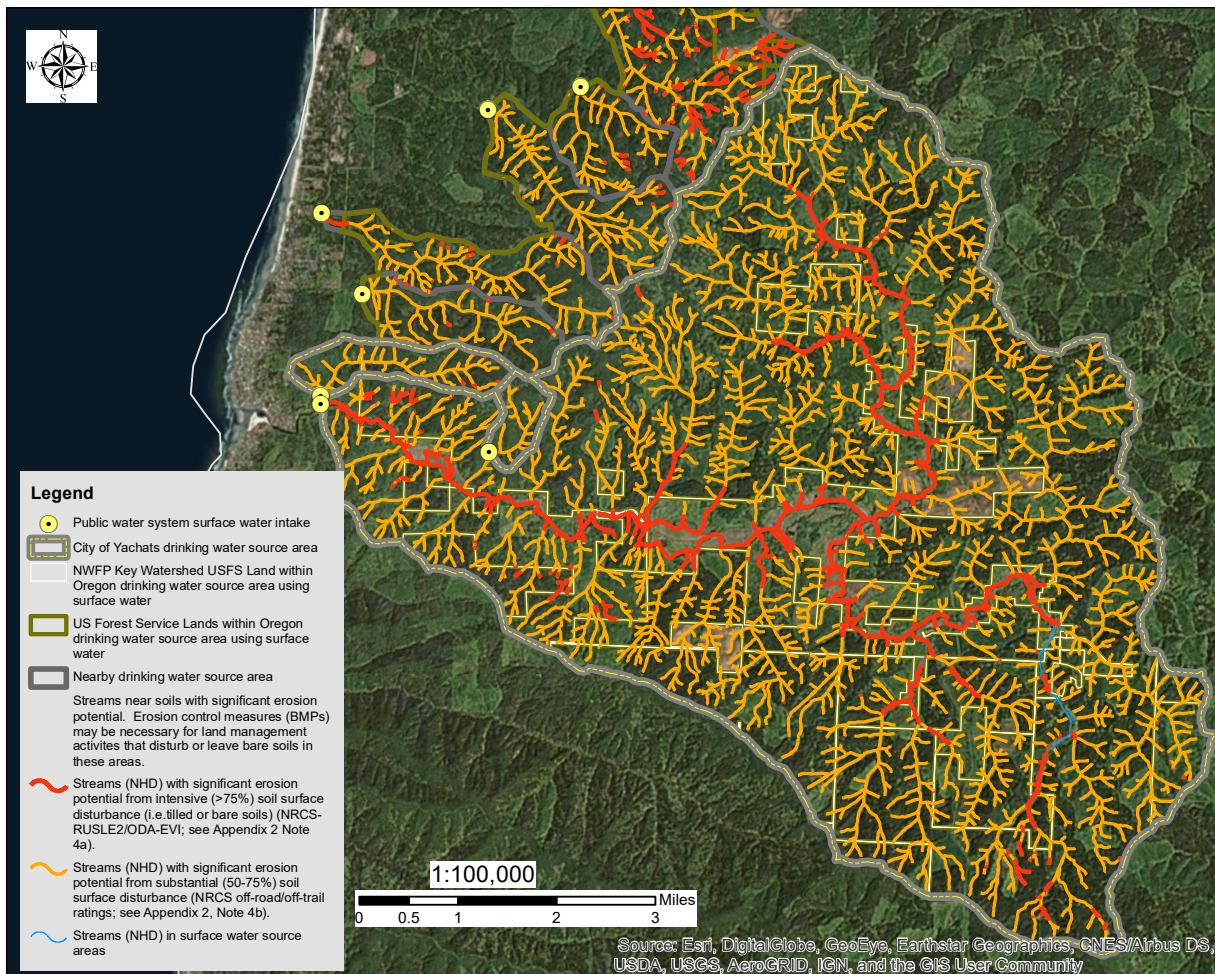 N
W E
S
Legend
Public water system surface water intake
City of Yachats drinking water source area
NWFP Key Watershed USFS Land within
Oregon drinking water source area using
surface water
US Forest Service Lands within Oregon
drinking water source area using surface
water
Nearby drinking water source area
Streams near soils with significant erosion
potential.  Erosion control measures (BMPs)
may be necessary for land management
activites that disturb or leave bare soils in
these areas.
Streams (NHD) with significant erosion
potential from intensive (>75%) soil surface
disturbance (i.e.tilled or bare soils) (NRCS-
RUSLE2/ODA-EVI; see Appendix 2 Note
4a).
Streams (NHD) with significant erosion
potential from substantial (50-75%) soil
surface disturbance (NRCS off-road/off-trail
ratings; see Appendix 2, Note 4b).
Streams (NHD) in surface water source
areas
1:100,000
Miles
0 0.5 1 2 3
Source: Esri, DigitalGlobe, GeoEye, Earthstar Geographics, CNES/Airbus DS,
USDA, USGS, AeroGRID, IGN, and the GIS User Community